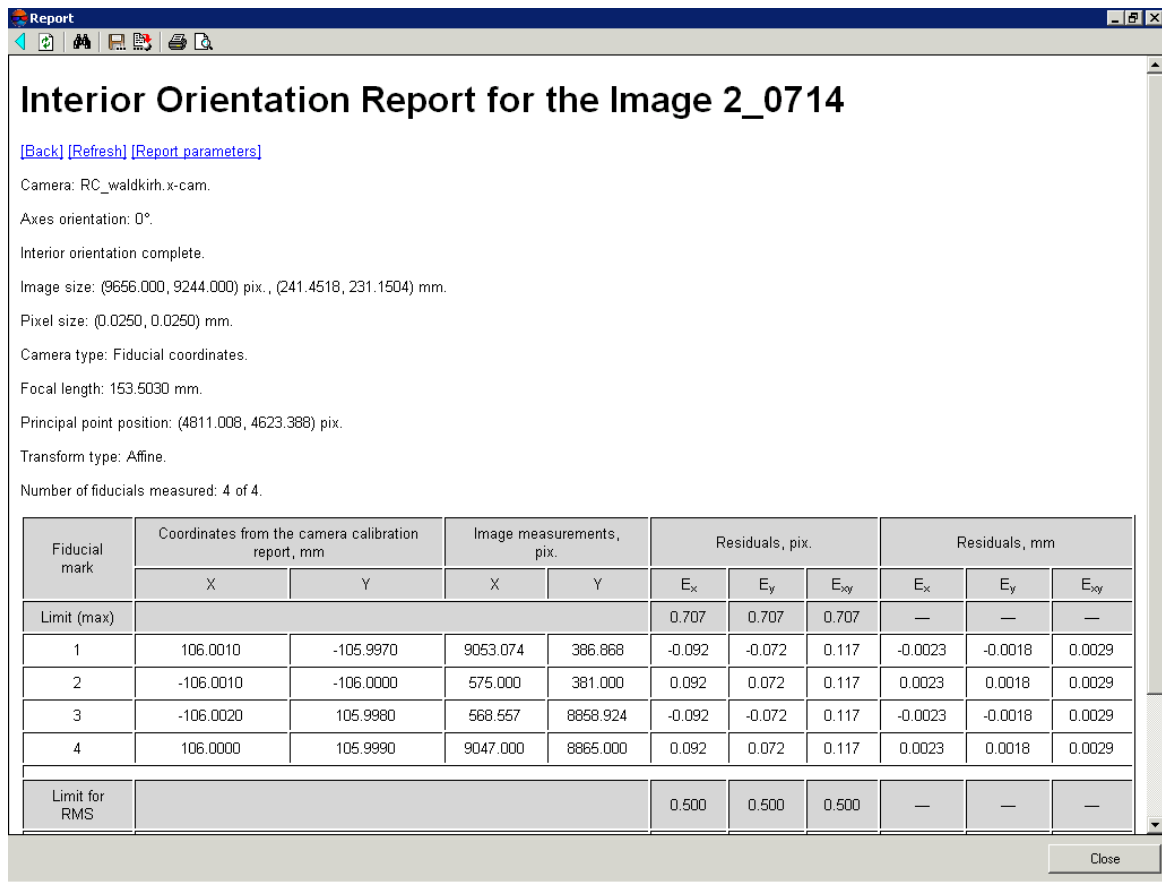 Report
Interior Orientation Report for the Image 2_0714
[Back] [Refresh] [Report parameters]
Camera: RC_waldkirh.x-cam.
Axes orientation: 0°.
Interior orientation complete.
Image size: (9656.000, 9244.000) pix., (241.4518, 231.1504) mm.
Pixel size: (0.0250, 0.0250) mm.
Camera type: Fiducial coordinates.
Focal length: 153.5030 mm.
Principal point position: (4811.008, 4623.388) pix.
Transform type: Affine.
Number of fiducials measured: 4 of 4.
Fiducial mark Coordinates from the camera calibration report, mm Image measurements, pix. Residuals, pix. Residuals, mm
X Y X Y Ex Ey Exy Ex Ey Exy
Limit (max) 0.707 0.707 0.707 — — —
1 106.0010 -105.9970 9053.074 386.868 -0.092 -0.072 0.117 -0.0023 -0.0018 0.0029
2 -106.0010 -106.0000 575.000 381.000 0.092 0.072 0.117 0.0023 0.0018 0.0029
3 -106.0020 105.9980 568.557 8858.924 -0.092 -0.072 0.117 -0.0023 -0.0018 0.0029
4 106.0000 105.9990 9047.000 8865.000 0.092 0.072 0.117 0.0023 0.0018 0.0029
Limit for RMS 0.500 0.500 0.500 — — —
Close